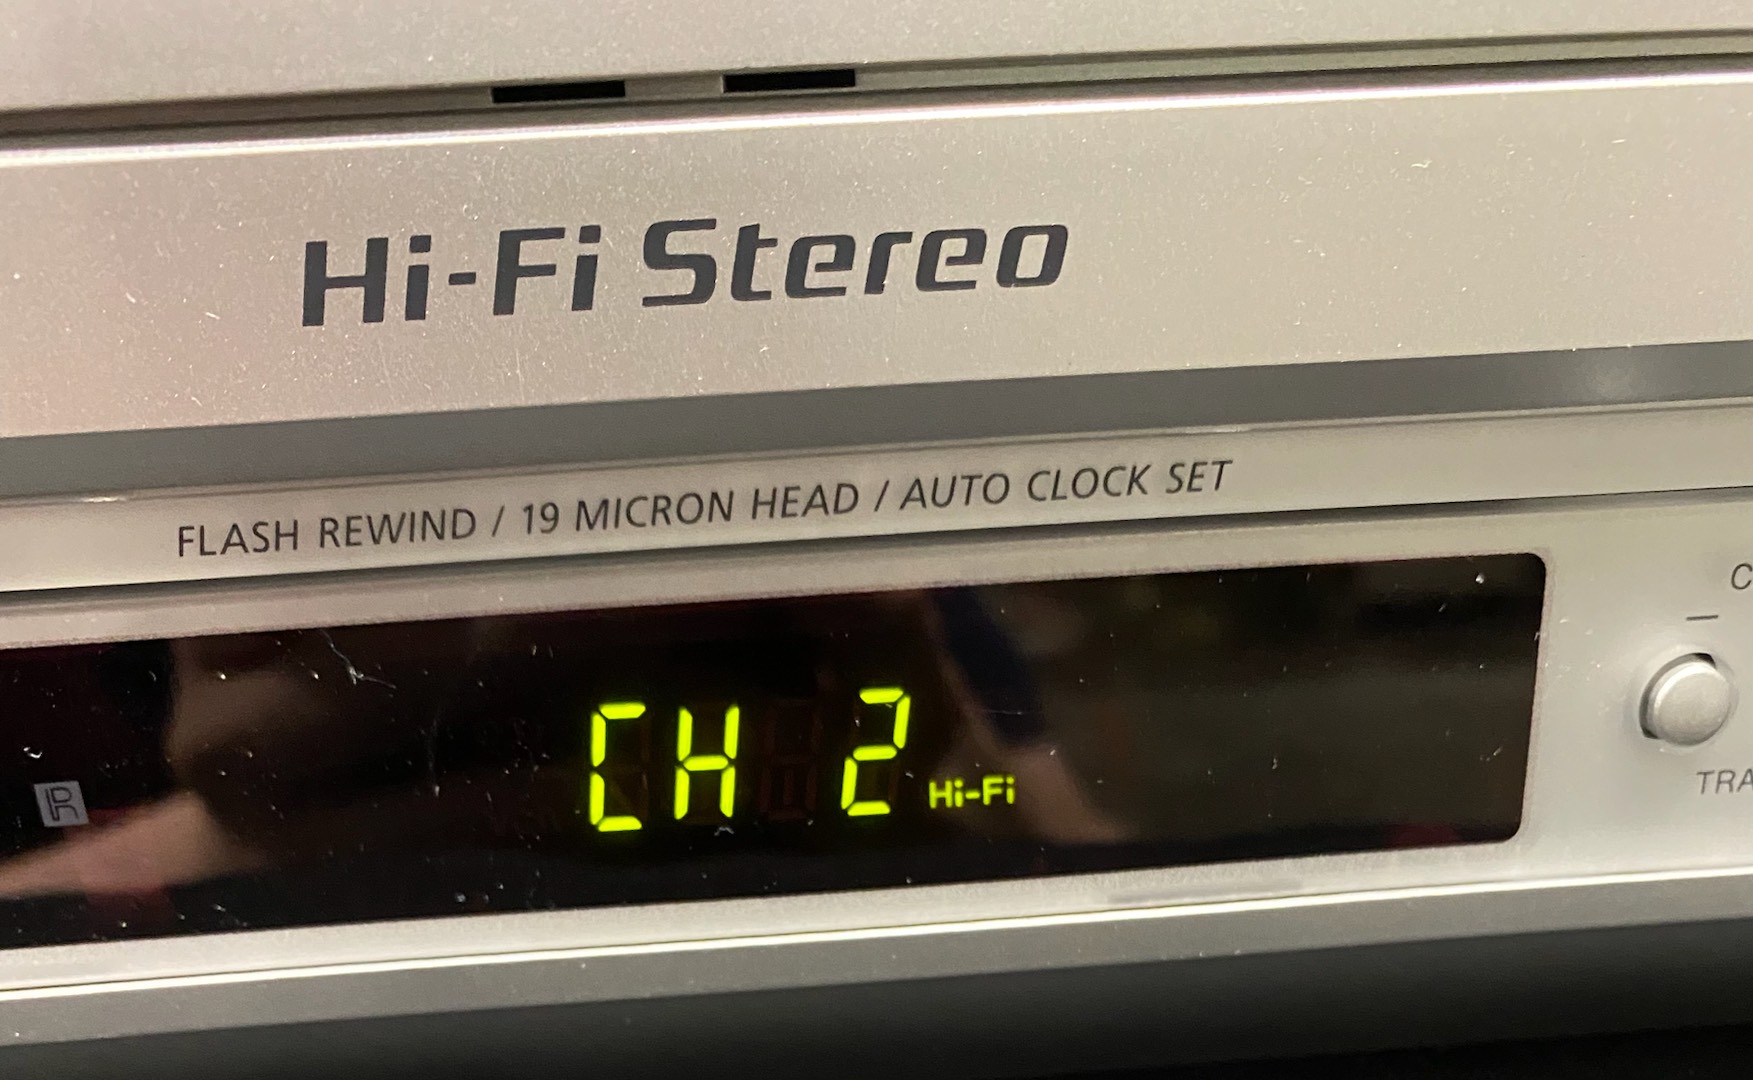 Hi-Fi Stereo
FLASH REWIND / 19 MICRON HEAD / AUTO CLOCK SET
CH 2 Hi-Fi